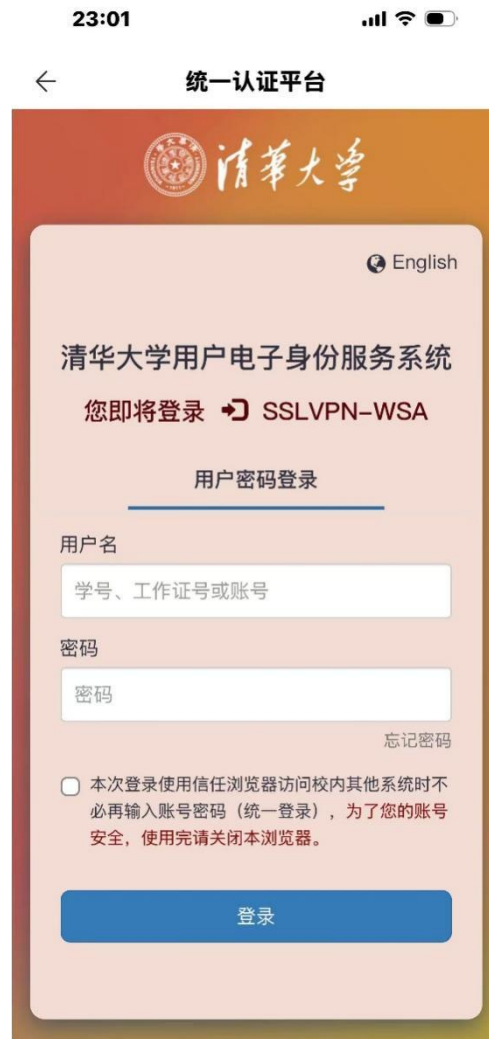 23:01
统一认证平台
清華大学
English
清华大学用户电子身份服务系统
您即将登录 SSLVPN-WSA
用户密码登录
用户名
学号、工作证号或账号
密码
密码
忘记密码
本次登录使用信任浏览器访问校内其他系统时不
必再输入账号密码（统一登录），为了您的账号
安全，使用完请关闭本浏览器。
登录